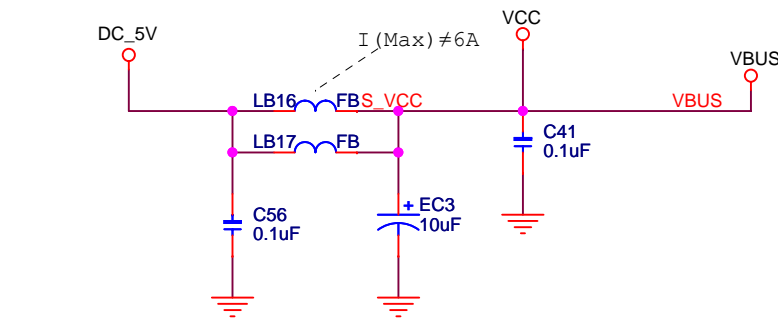 VCC
DC_5V
I(Max)≠6A
VBUS
LB16 FB S_VCC
VBUS
LB17 FB
C41
0.1uF
C56
0.1uF
+ EC3
10uF